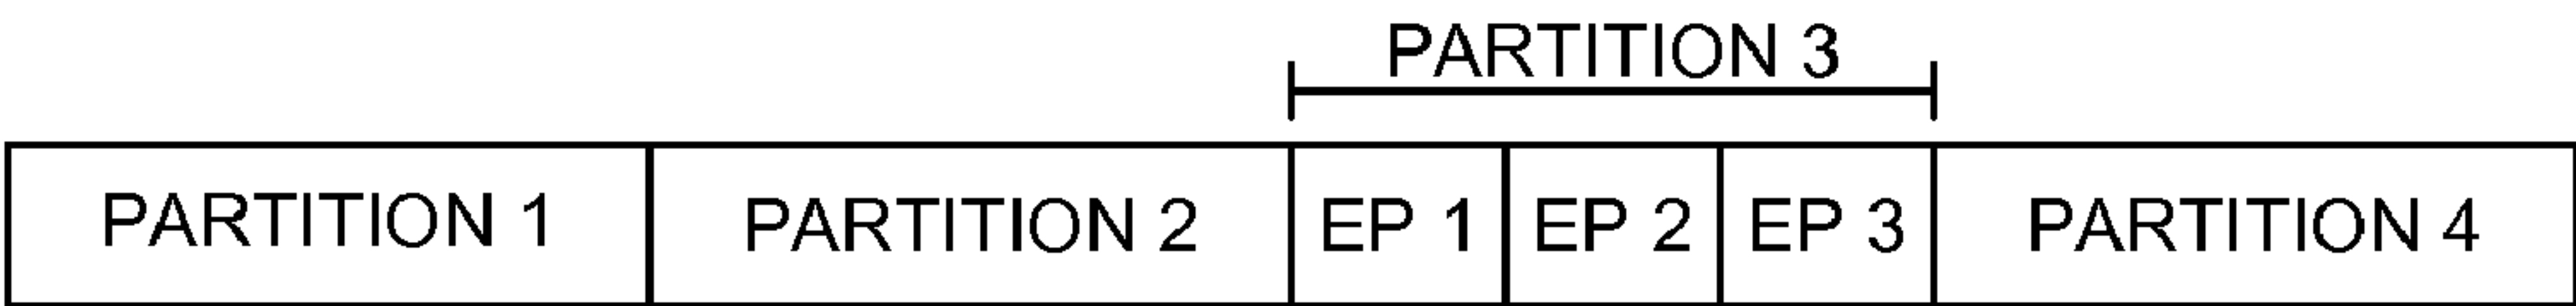 PARTITION 3
PARTITION 1 PARTITION 2 EP 1 EP 2 EP 3 PARTITION 4